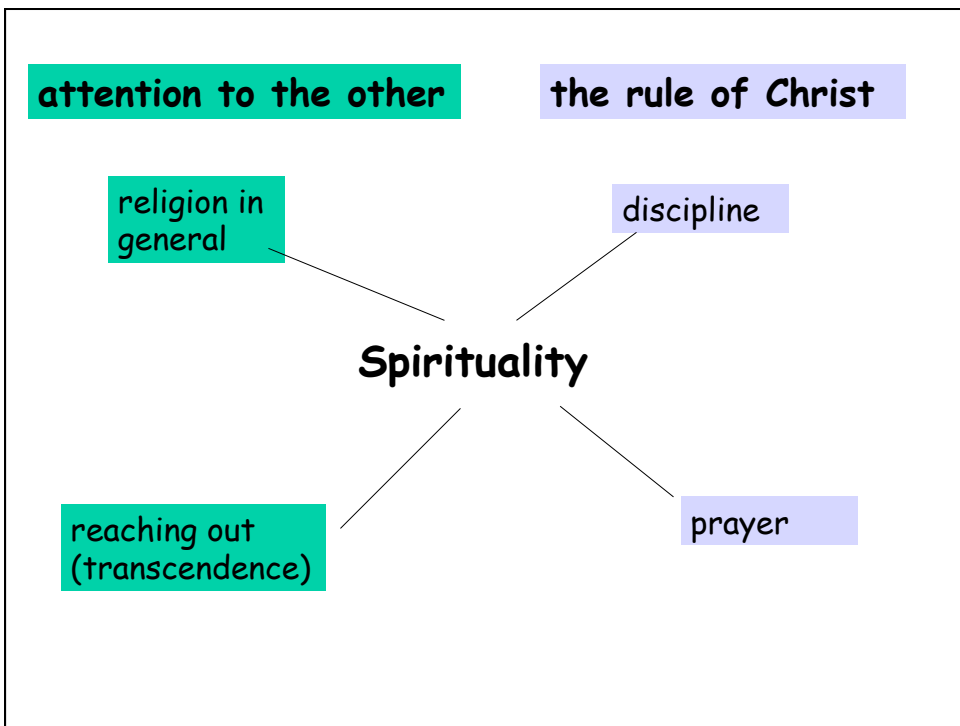 attention to the other
the rule of Christ
religion in
general
discipline
Spirituality
reaching out
(transcendence)
prayer